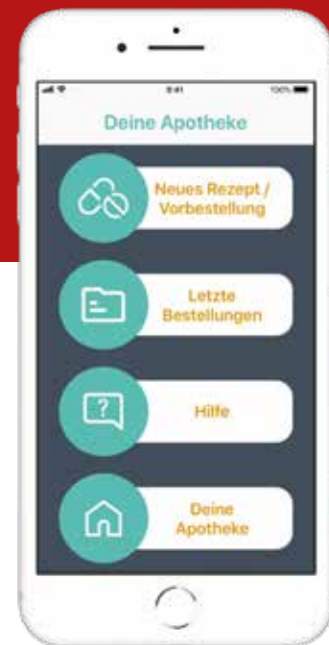 9:41
100%
Deine Apotheke
Neues Rezept /
Vorbestellung
Letzte
Bestellungen
?
Hilfe
Deine
Apotheke